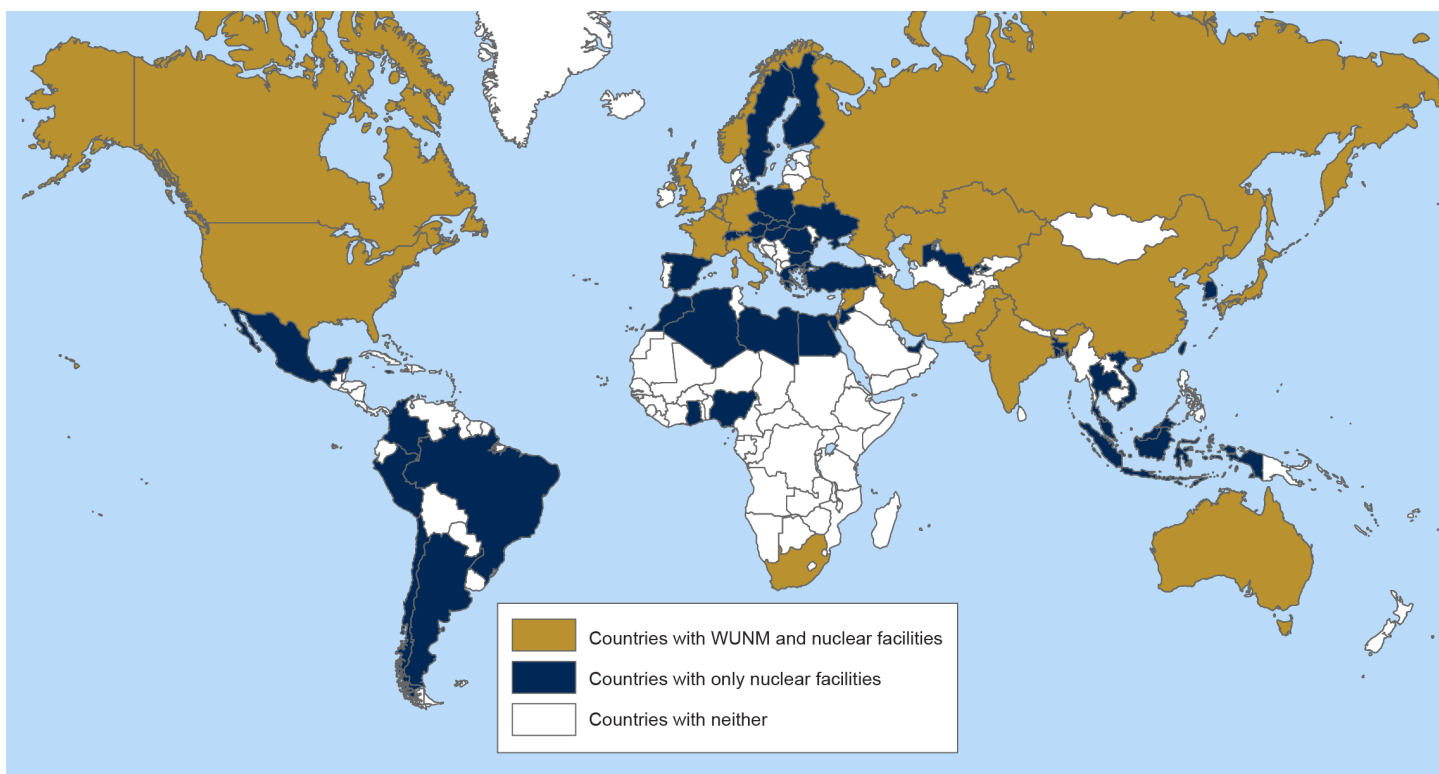 Countries with WUNM and nuclear facilities
Countries with only nuclear facilities
Countries with neither